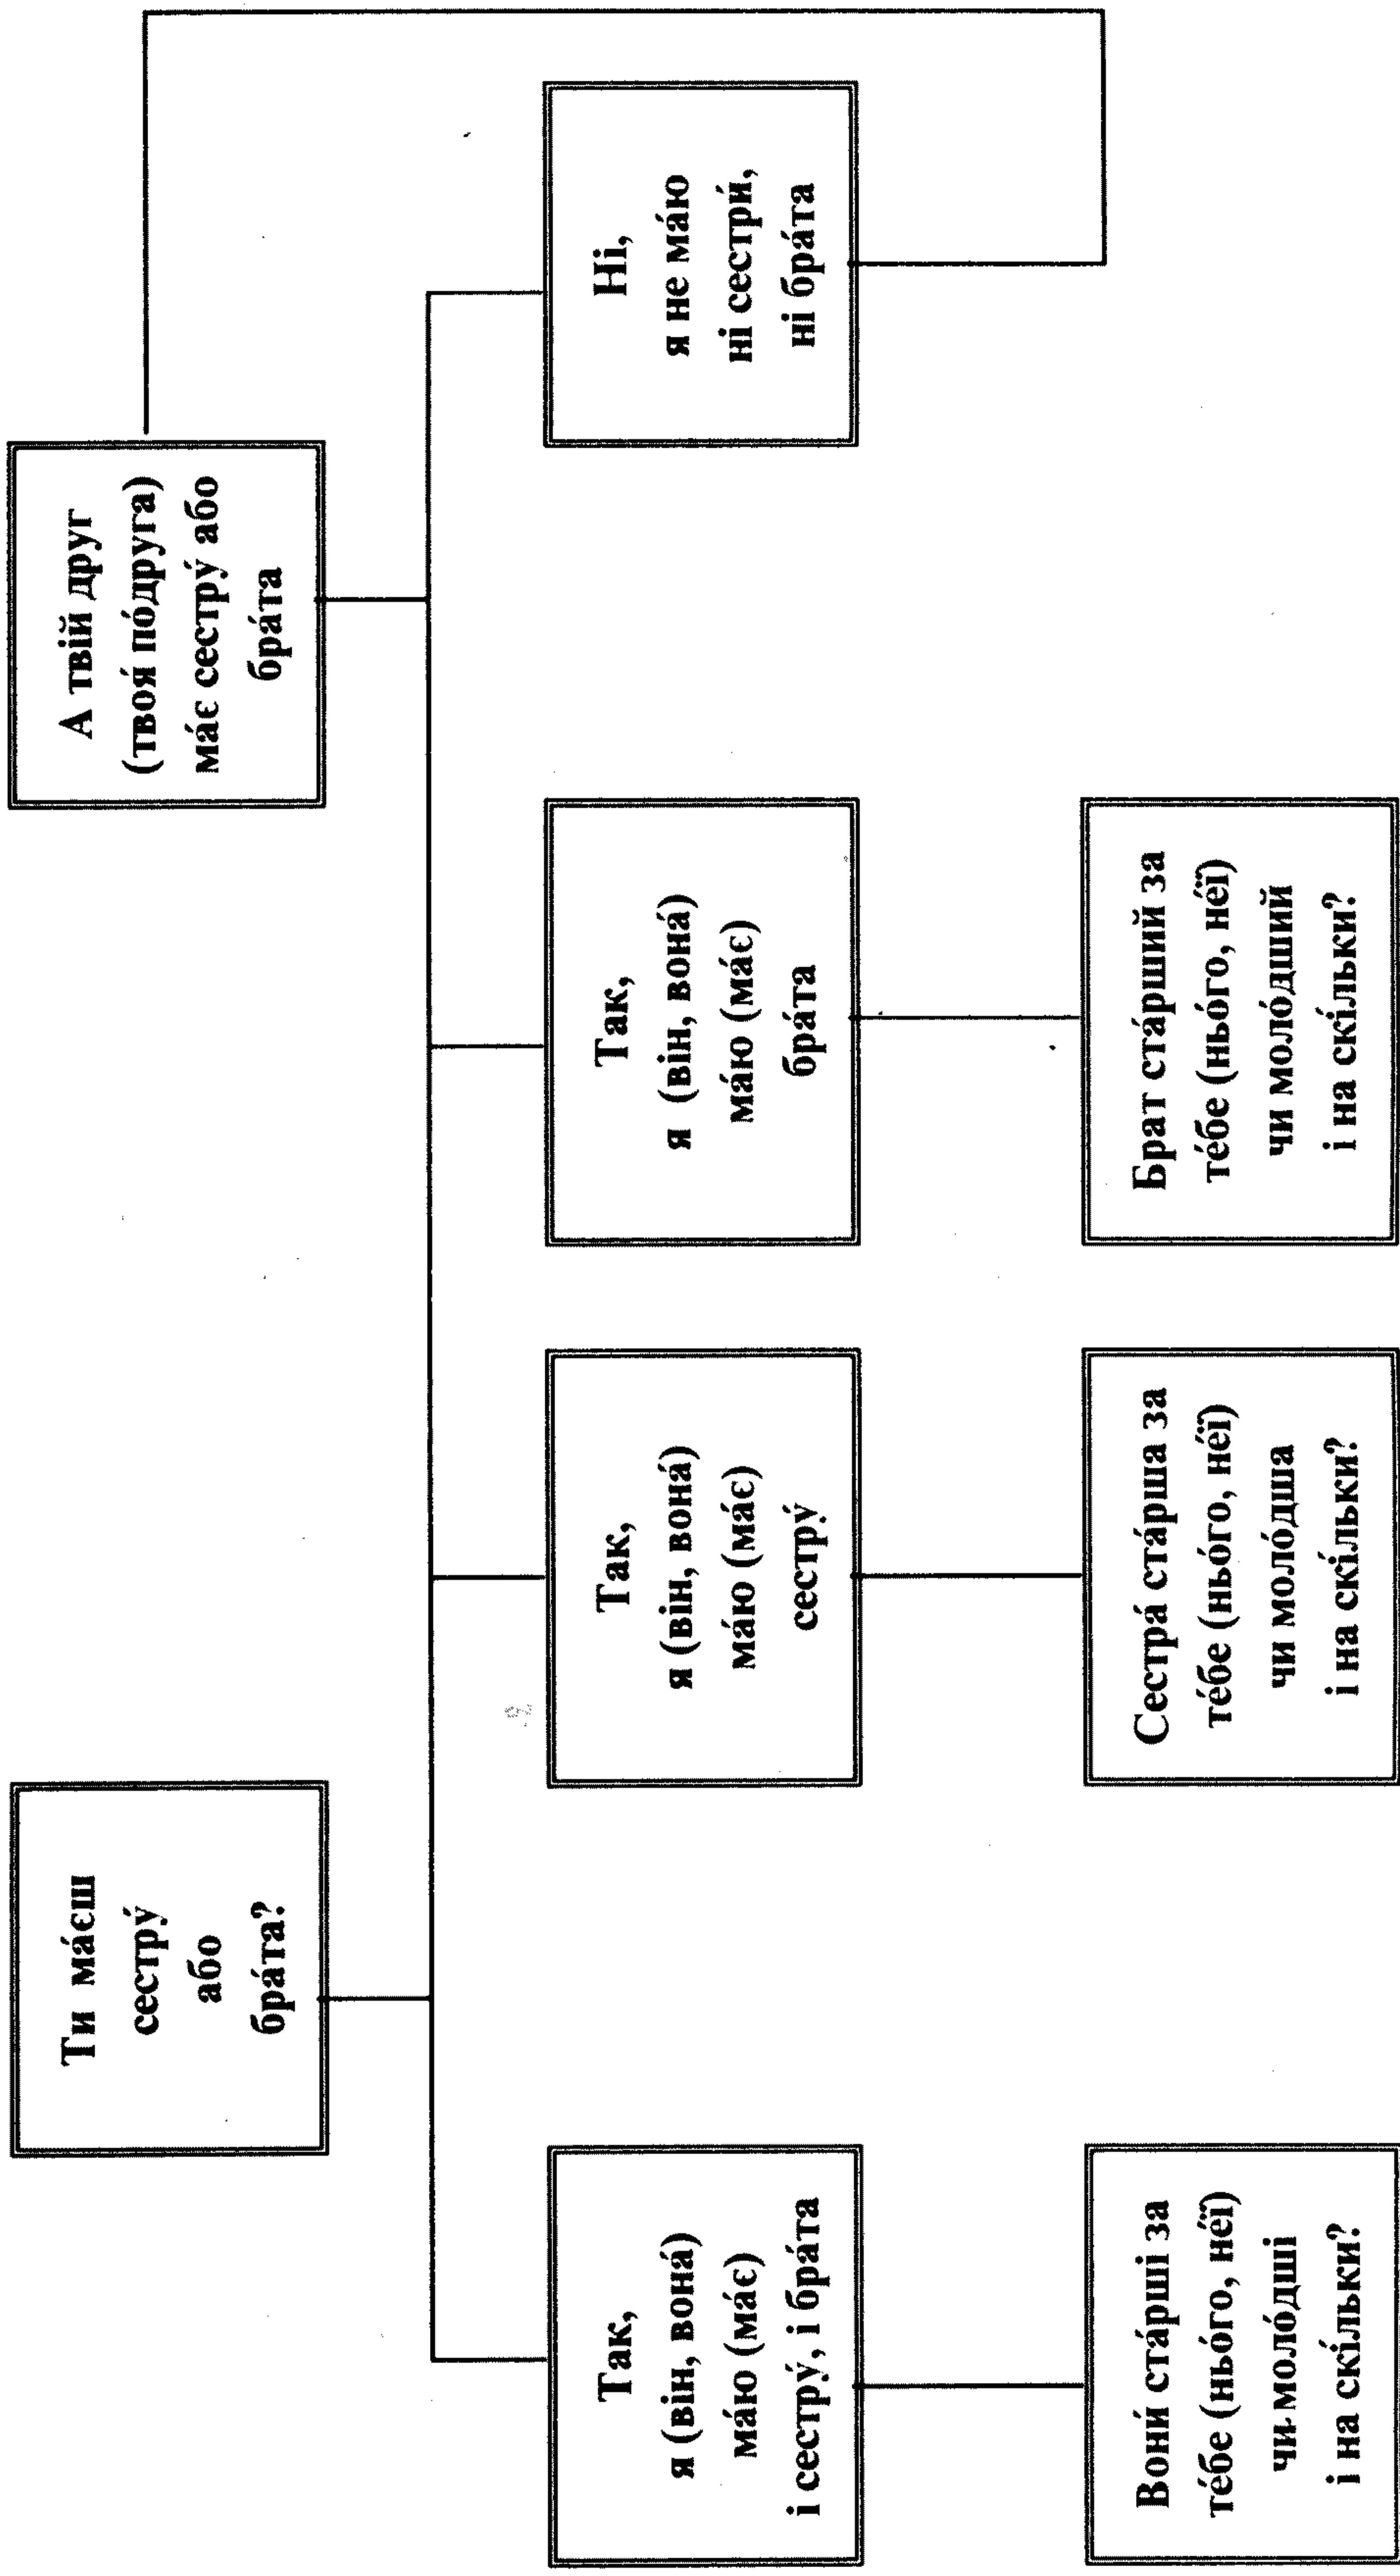 Ти ма́єш
сестру́
або
бра́та?
А твій друг
(твоя́ по́друга)
ма́є сестру́ або
бра́та
Так,
я (він, вона́)
ма́ю (ма́є)
і сестру́, і бра́та
Так,
я (він, вона́)
ма́ю (ма́є)
сестру́
Так,
я (він, вона́)
ма́ю (ма́є)
бра́та
Ні,
я не ма́ю
ні сестри́,
ні бра́та
Вони́ ста́рші за
те́бе (ньо́го, не́ї)
чи моло́дші
і на скі́льки?
Сестра́ ста́рша за
те́бе (ньо́го, не́ї)
чи моло́дша
і на скі́льки?
Брат ста́рший за
те́бе (ньо́го, не́ї)
чи моло́дший
і на скі́льки?